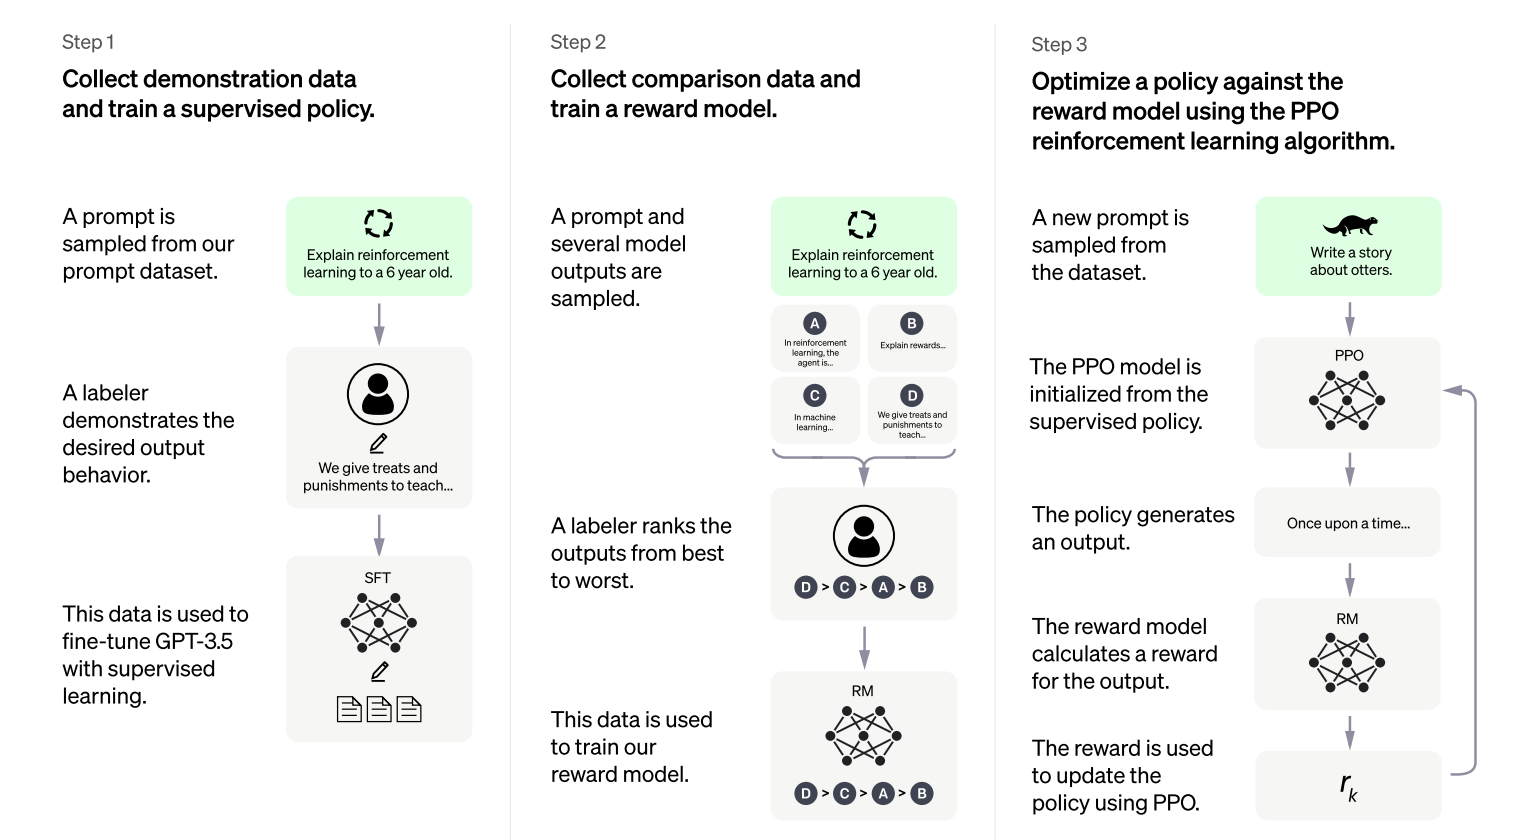 Step 1
Collect demonstration data
and train a supervised policy.
A prompt is
sampled from our
prompt dataset.
Explain reinforcement
learning to a 6 year old.
A labeler
demonstrates the
desired output
behavior.
We give treats and
punishments to teach...
This data is used to
fine-tune GPT-3.5
with supervised
learning.
SFT
Step 2
Collect comparison data and
train a reward model.
A prompt and
several model
outputs are
sampled.
Explain reinforcement
learning to a 6 year old.
A
In reinforcement
learning, the
agent is...
B
Explain rewards...
C
In machine
learning...
D
We give treats and
punishments to
teach...
A labeler ranks the
outputs from best
to worst.
D > C > A > B
This data is used
to train our
reward model.
RM
D > C > A > B
Step 3
Optimize a policy against the
reward model using the PPO
reinforcement learning algorithm.
A new prompt is
sampled from
the dataset.
Write a story
about otters.
The PPO model is
initialized from the
supervised policy.
PPO
The policy generates
an output.
Once upon a time...
The reward model
calculates a reward
for the output.
RM
The reward is used
to update the
policy using PPO.
r_k